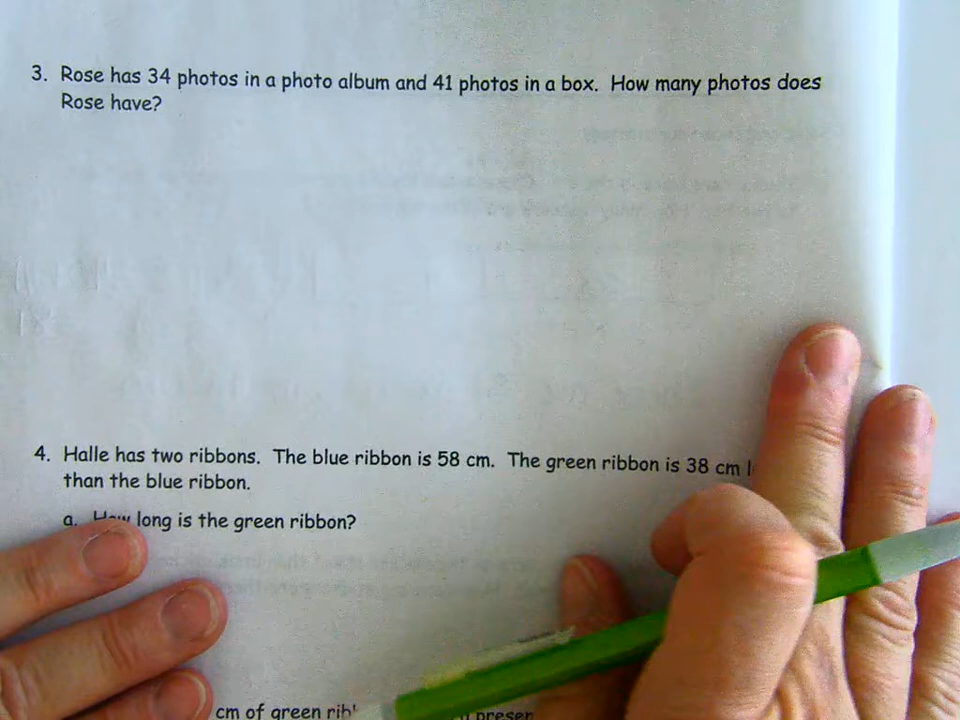 3. Rose has 34 photos in a photo album and 41 photos in a box. How many photos does
Rose have?
4. Halle has two ribbons. The blue ribbon is 58 cm. The green ribbon is 38 cm
than the blue ribbon.
a. How long is the green ribbon?
cm of green